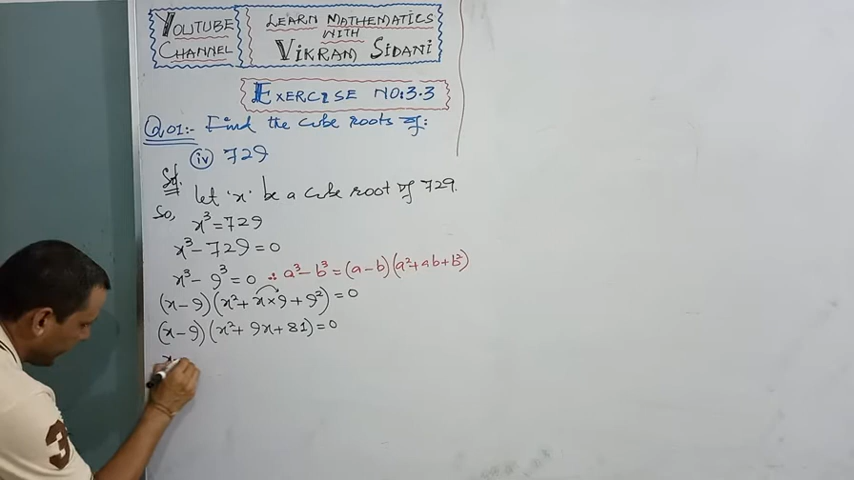 YOUTUBE CHANNEL
LEARN MATHEMATICS WITH VIKRAM SIDANI
EXERCISE NO:3.3
Q.01:- Find the cube roots of:
(iv) 729
Sol: Let 'x' be a cube root of 729.
So,
x³ = 729
x³ - 729 = 0
x³ - 9³ = 0 ∴ a³ - b³ = (a - b)(a² + ab + b²)
(x - 9)(x² + x×9 + 9²) = 0
(x - 9)(x² + 9x + 81) = 0
x
3